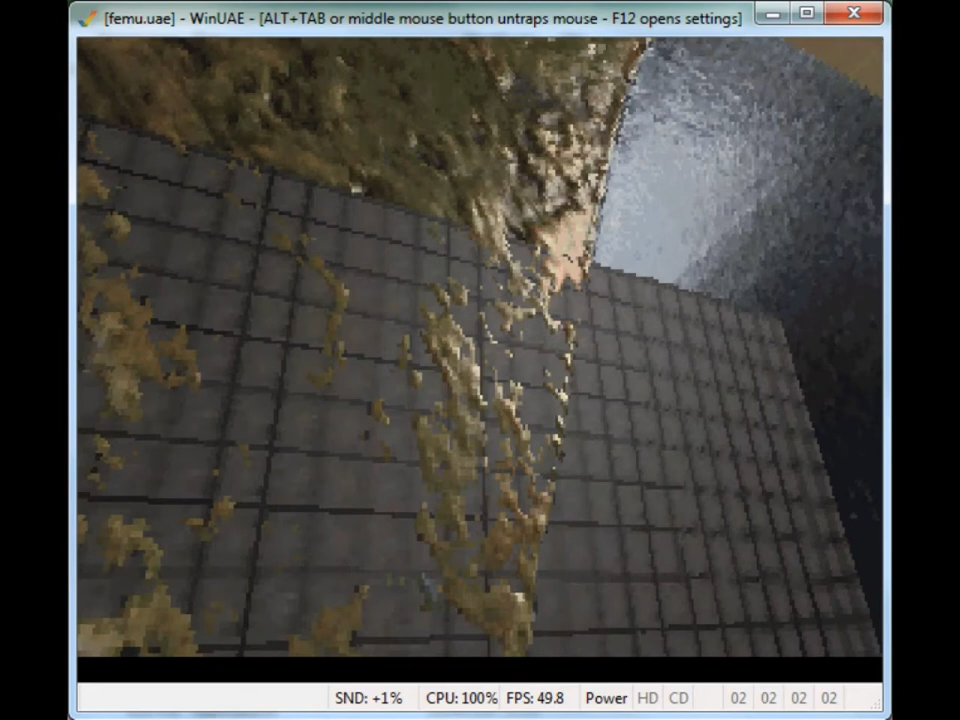 [femu.uae] - WinUAE - [ALT+TAB or middle mouse button untraps mouse - F12 opens settings]
SND: +1% CPU: 100% FPS: 49.8 Power HD CD 02 02 02 02